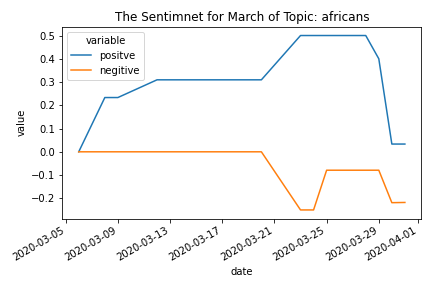 The Sentimnet for March of Topic: africans
variable
positve
negitive
0.5
0.4
0.3
0.2
0.1
0.0
−0.1
−0.2
value
2020-03-05
2020-03-09
2020-03-13
2020-03-17
2020-03-21
2020-03-25
2020-03-29
2020-04-01
date